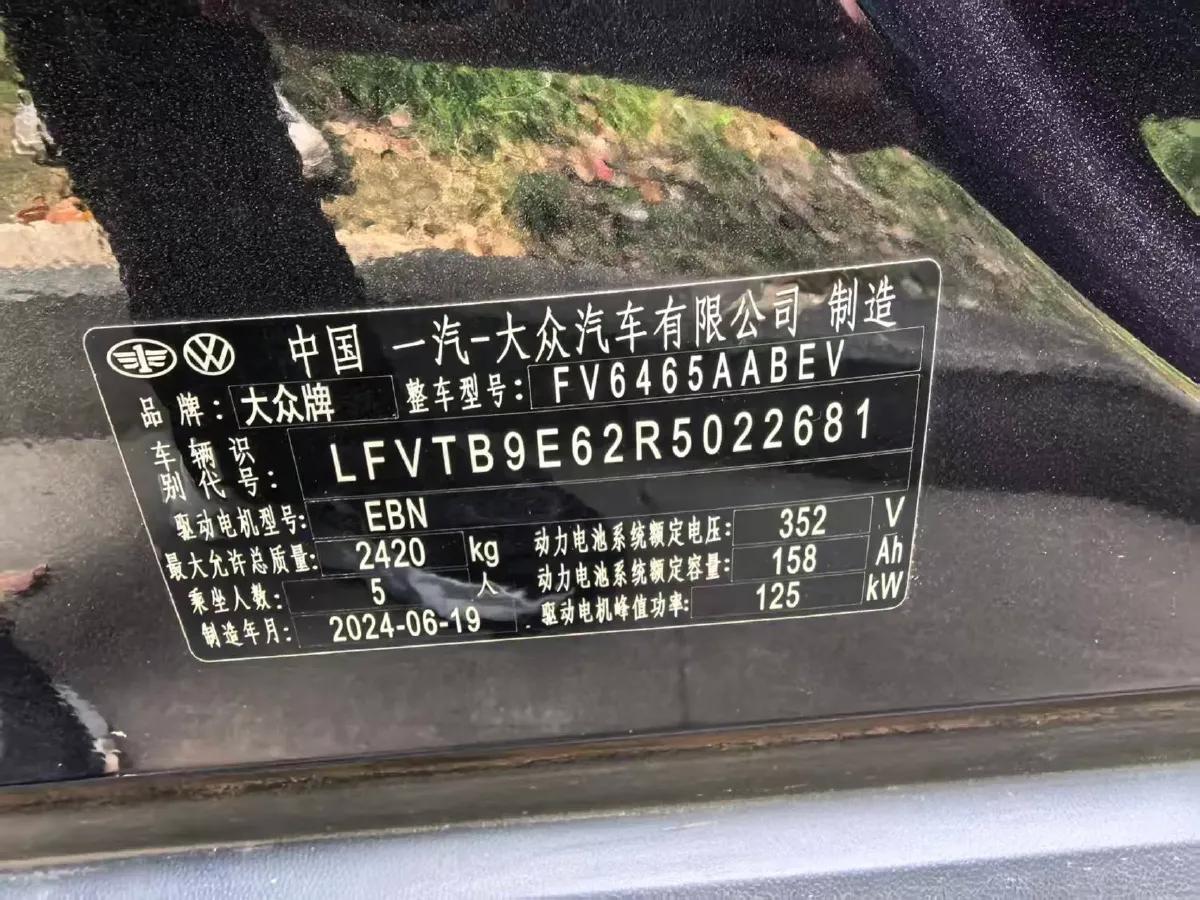 中国 一汽-大众汽车有限公司 制造
品牌: 大众牌 整车型号: FV6465AABEV
车辆识别代号: LFVTB9E62R5022681
驱动电机型号: EBN
最大允许总质量: 2420 kg 动力电池系统额定电压: 352 V
乘坐人数: 5 人 动力电池系统额定容量: 158 Ah
制造年月: 2024-06-19 驱动电机峰值功率: 125 kW